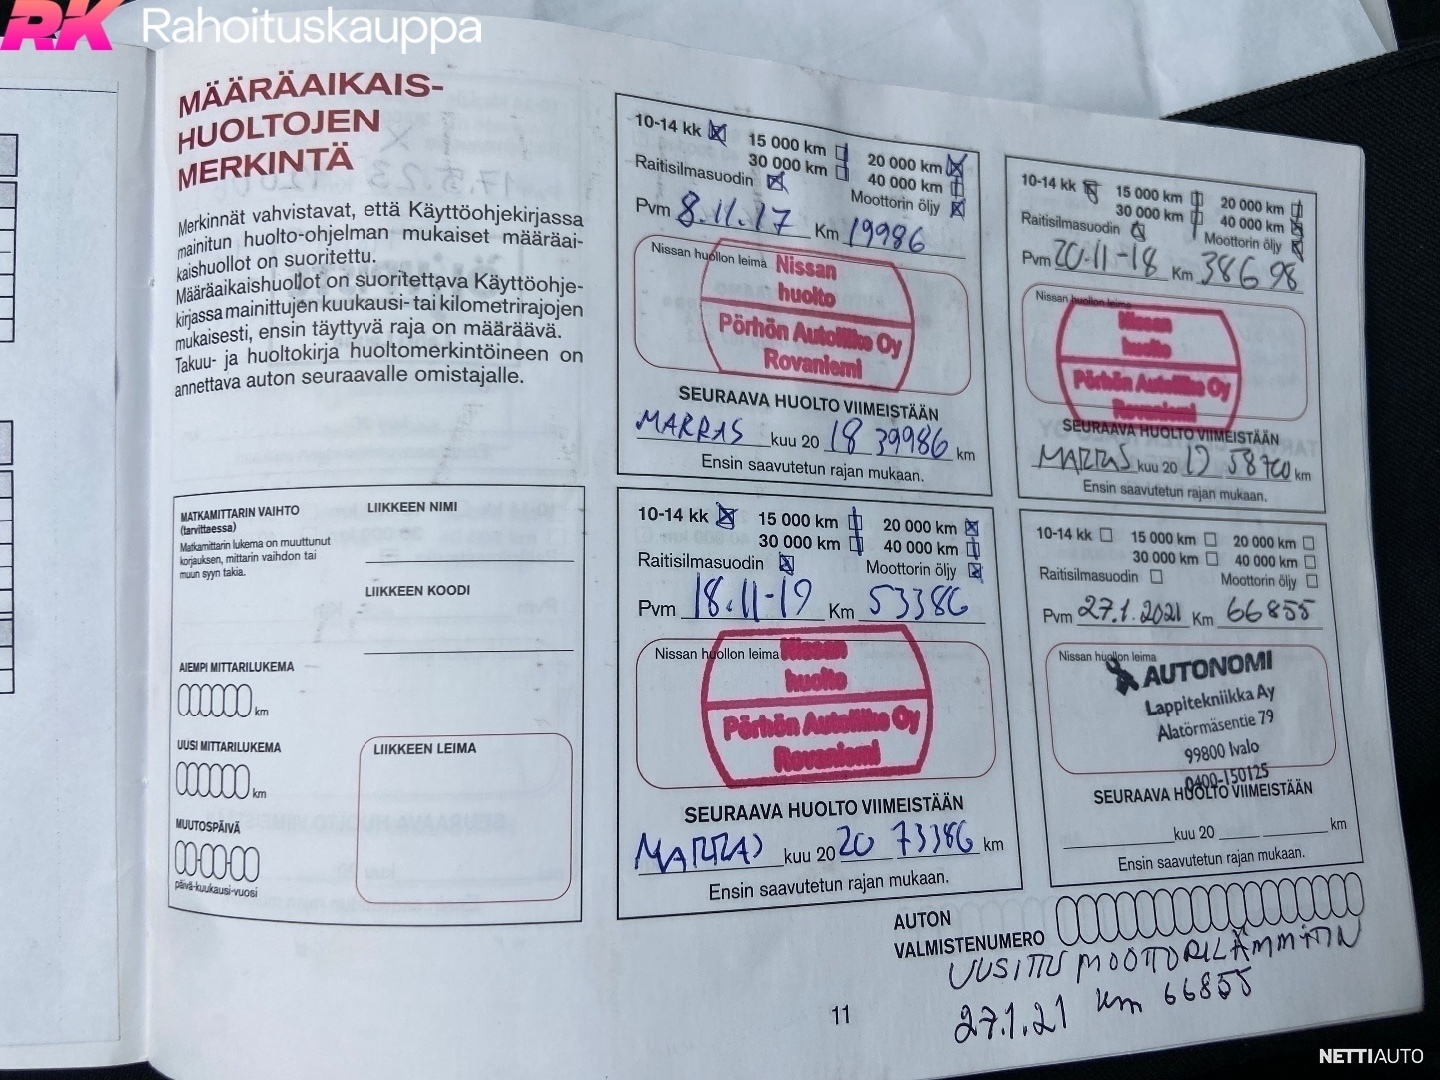 RK Rahoituskauppa
MÄÄRÄAIKAIS-
HUOLTOJEN
MERKINTÄ
Merkinnät vahvistavat, että Käyttöohjekirjassa
mainitun huolto-ohjelman mukaiset määräai-
kaishuollot on suoritettu.
Määräaikaishuollot on suoritettava Käyttöohje-
kirjassa mainittujen kuukausi- tai kilometrirajojen
mukaisesti, ensin täyttyvä raja on määräävä.
Takuu- ja huoltokirja huoltomerkintöineen on
annettava auton seuraavalle omistajalle.
MATKAMITTARIN VAIHTO
(tarvittaessa)
Matkamittarin lukema on muuttunut
korjauksen, mittarin vaihdon tai
muun syyn takia.
LIIKKEEN NIMI
LIIKKEEN KOODI
AIEMPI MITTARILUKEMA
km
UUSI MITTARILUKEMA
km
MUUTOSPÄIVÄ
päivä-kuukausi-vuosi
LIIKKEEN LEIMA
10-14 kk 15 000 km 20 000 km
30 000 km 40 000 km
Raitisilmasuodin Moottorin öljy
Pvm 8.11.17 Km 19986
Nissan huollon leima Nissan
huolto
Pörhön Autoliike Oy
Rovaniemi
SEURAAVA HUOLTO VIIMEISTÄÄN
MARRAS kuu 20 18 39986 km
Ensin saavutetun rajan mukaan.
10-14 kk 15 000 km 20 000 km
30 000 km 40 000 km
Raitisilmasuodin Moottorin öljy
Pvm 20.11-18 Km 38698
Nissan huollon leima
Nissan
huolto
Pörhön Autoliike Oy
Rovaniemi
SEURAAVA HUOLTO VIIMEISTÄÄN
MARRAS kuu 20 19 58700 km
Ensin saavutetun rajan mukaan.
10-14 kk 15 000 km 20 000 km
30 000 km 40 000 km
Raitisilmasuodin Moottorin öljy
Pvm 18.11-19 Km 53386
Nissan huollon leima Nissan
huolto
Pörhön Autoliike Oy
Rovaniemi
SEURAAVA HUOLTO VIIMEISTÄÄN
MARRAS kuu 20 20 73386 km
Ensin saavutetun rajan mukaan.
10-14 kk 15 000 km 20 000 km
30 000 km 40 000 km
Raitisilmasuodin Moottorin öljy
Pvm 27.1.2021 Km 66855
Nissan huollon leima
AUTONOMI
Lappitekniikka Ay
Alatörmäsentie 79
99800 Ivalo
0400-150125
SEURAAVA HUOLTO VIIMEISTÄÄN
kuu 20 km
Ensin saavutetun rajan mukaan.
AUTON
VALMISTENUMERO
UUSITTU MOOTTORILÄMMITIN
27.1.21 km 66855
11
NETTIAUTO